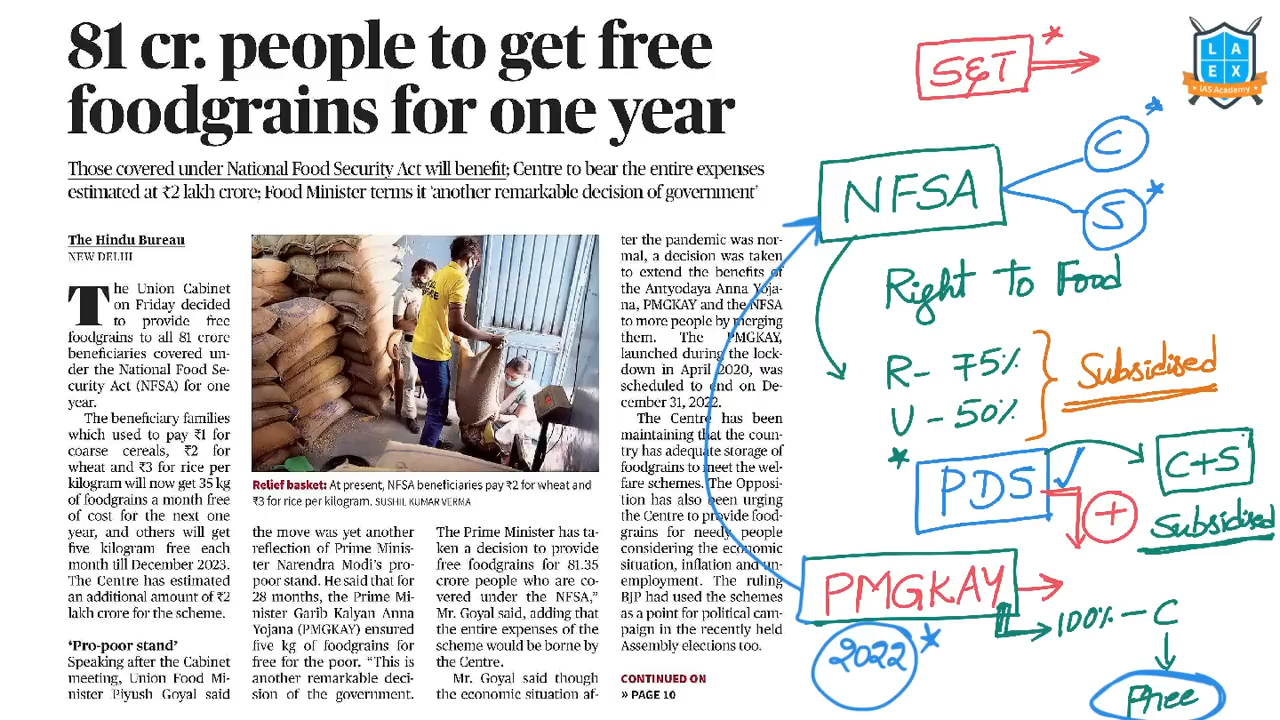 81 cr. people to get free
foodgrains for one year
Those covered under National Food Security Act will benefit; Centre to bear the entire expenses
estimated at ₹2 lakh crore; Food Minister terms it 'another remarkable decision of government'
The Hindu Bureau
NEW DELHI
The Union Cabinet
on Friday decided
to provide free
foodgrains to all 81 crore
beneficiaries covered un-
der the National Food Se-
curity Act (NFSA) for one
year.
The beneficiary families
which used to pay ₹1 for
coarse cereals, ₹2 for
wheat and ₹3 for rice per
kilogram will now get 35 kg
of foodgrains a month free
of cost for the next one
year, and others will get
five kilogram free each
month till December 2023.
The Centre has estimated
an additional amount of ₹2
lakh crore for the scheme.
'Pro-poor stand'
Speaking after the Cabinet
meeting, Union Food Mi-
nister Piyush Goyal said
Relief basket: At present, NFSA beneficiaries pay ₹2 for wheat and
₹3 for rice per kilogram. SUSHIL KUMAR VERMA
the move was yet another
reflection of Prime Minis-
ter Narendra Modi's pro-
poor stand. He said that for
28 months, the Prime Mi-
nister Garib Kalyan Anna
Yojana (PMGKAY) ensured
five kg of foodgrains for
free for the poor. "This is
another remarkable deci-
sion of the government.
The Prime Minister has ta-
ken a decision to provide
free foodgrains for 81.35
crore people who are co-
vered under the NFSA,"
Mr. Goyal said, adding that
the entire expenses of the
scheme would be borne by
the Centre.
Mr. Goyal said though
the economic situation af-
ter the pandemic was nor-
mal, a decision was taken
to extend the benefits of
the Antyodaya Anna Yoja-
na, PMGKAY and the NFSA
to more people by merging
them. The PMGKAY,
launched during the lock-
down in April 2020, was
scheduled to end on De-
cember 31, 2022.
The Centre has been
maintaining that the coun-
try has adequate storage of
foodgrains to meet the wel-
fare schemes. The Opposi-
tion has also been urging
the Centre to provide food-
grains for needy people
considering the economic
situation, inflation and un-
employment. The ruling
BJP had used the schemes
as a point for political cam-
paign in the recently held
Assembly elections too.
CONTINUED ON
» PAGE 10
S&T
LA
EX
IAS Academy
NFSA
C
S
Right to Food
R- 75%
U - 50%
Subsidised
PDS
C+S
Subsidised
PMGKAY
100% - C
2022
Free